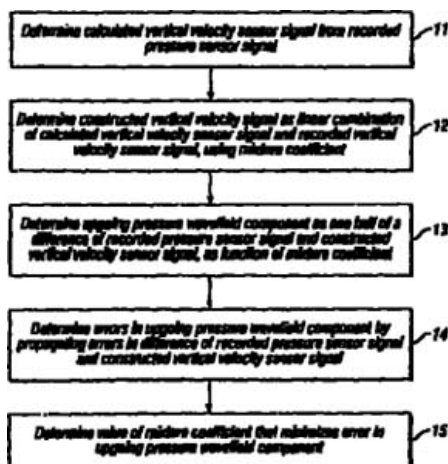 Determine calculated vertical velocity sensor signal from recorded
pressure sensor signal
11
Determine constructed vertical velocity signal as linear combination
of calculated vertical velocity sensor signal and recorded vertical
velocity sensor signal, using mixture coefficient
12
Determine upgoing pressure wavefield component as one half of a
difference of recorded pressure sensor signal and constructed
vertical velocity sensor signal, as function of mixture coefficient
13
Determine errors in upgoing pressure wavefield component by
propagating errors in difference of recorded pressure sensor signal
and constructed vertical velocity sensor signal
14
Determine value of mixture coefficient that minimizes error in
upgoing pressure wavefield component
15